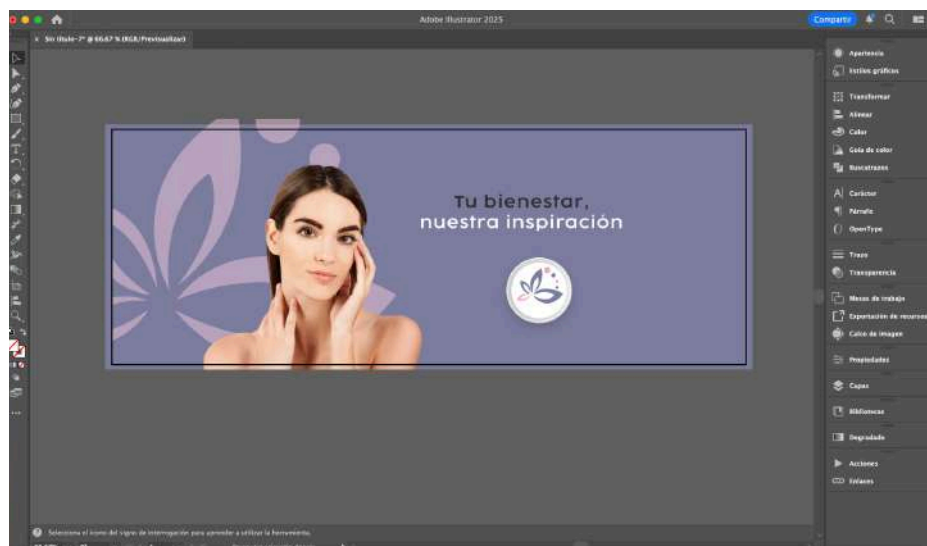 Adobe Illustrator 2025
Compartir
× Sin título-7* @ 66,67 % (RGB/Previsualizar)
Apariencia
Estilos gráficos
Transformar
Alinear
Color
Guía de color
Buscatrazos
Carácter
Párrafo
OpenType
Trazo
Transparencia
Mesas de trabajo
Exportación de recursos
Calco de imagen
Propiedades
Capas
Bibliotecas
Degradado
Acciones
Enlaces
Tu bienestar,
nuestra inspiración
Selecciona el icono del signo de interrogación para aprender a utilizar la herramienta.